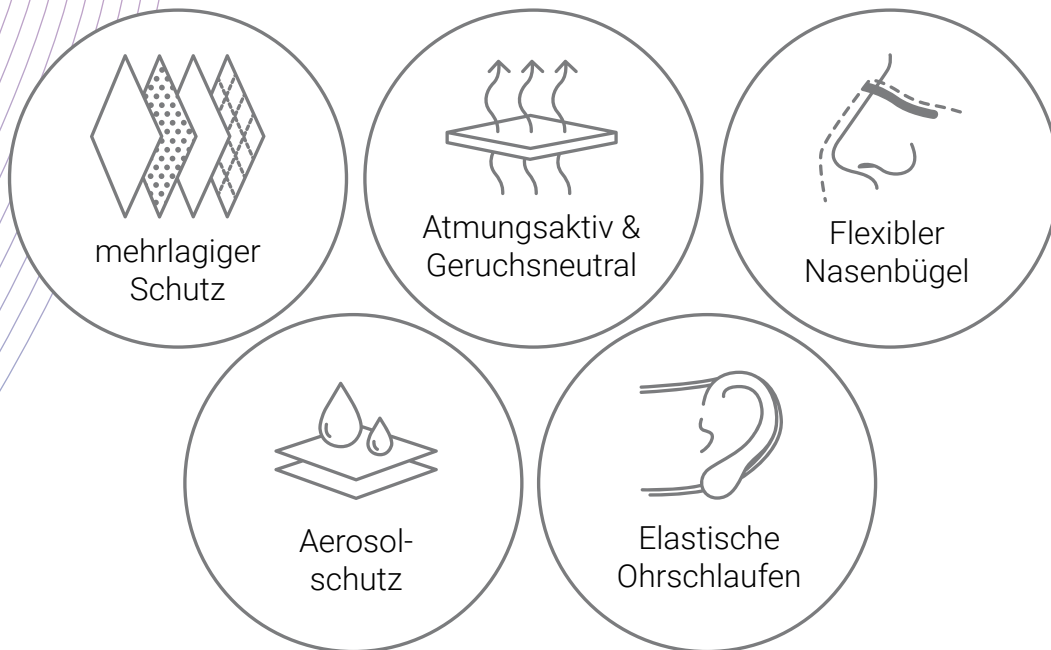 mehrlagiger
Schutz
Atmungsaktiv &
Geruchsneutral
Flexibler
Nasenbügel
Aerosol-
schutz
Elastische
Ohrschlaufen